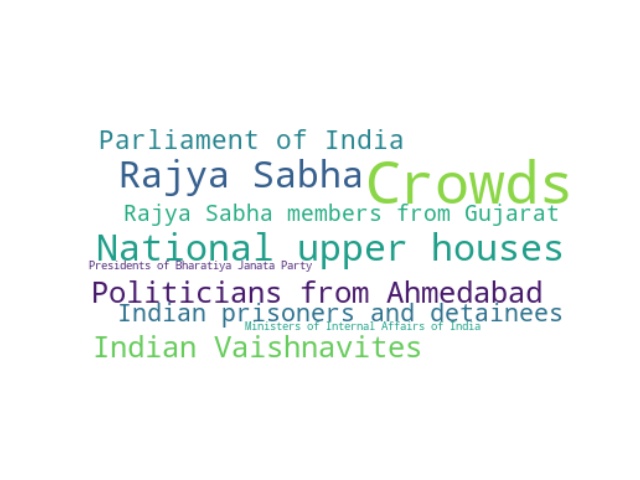 Parliament of India
Rajya Sabha
Crowds
Rajya Sabha members from Gujarat
National upper houses
Presidents of Bharatiya Janata Party
Politicians from Ahmedabad
Indian prisoners and detainees
Ministers of Internal Affairs of India
Indian Vaishnavites